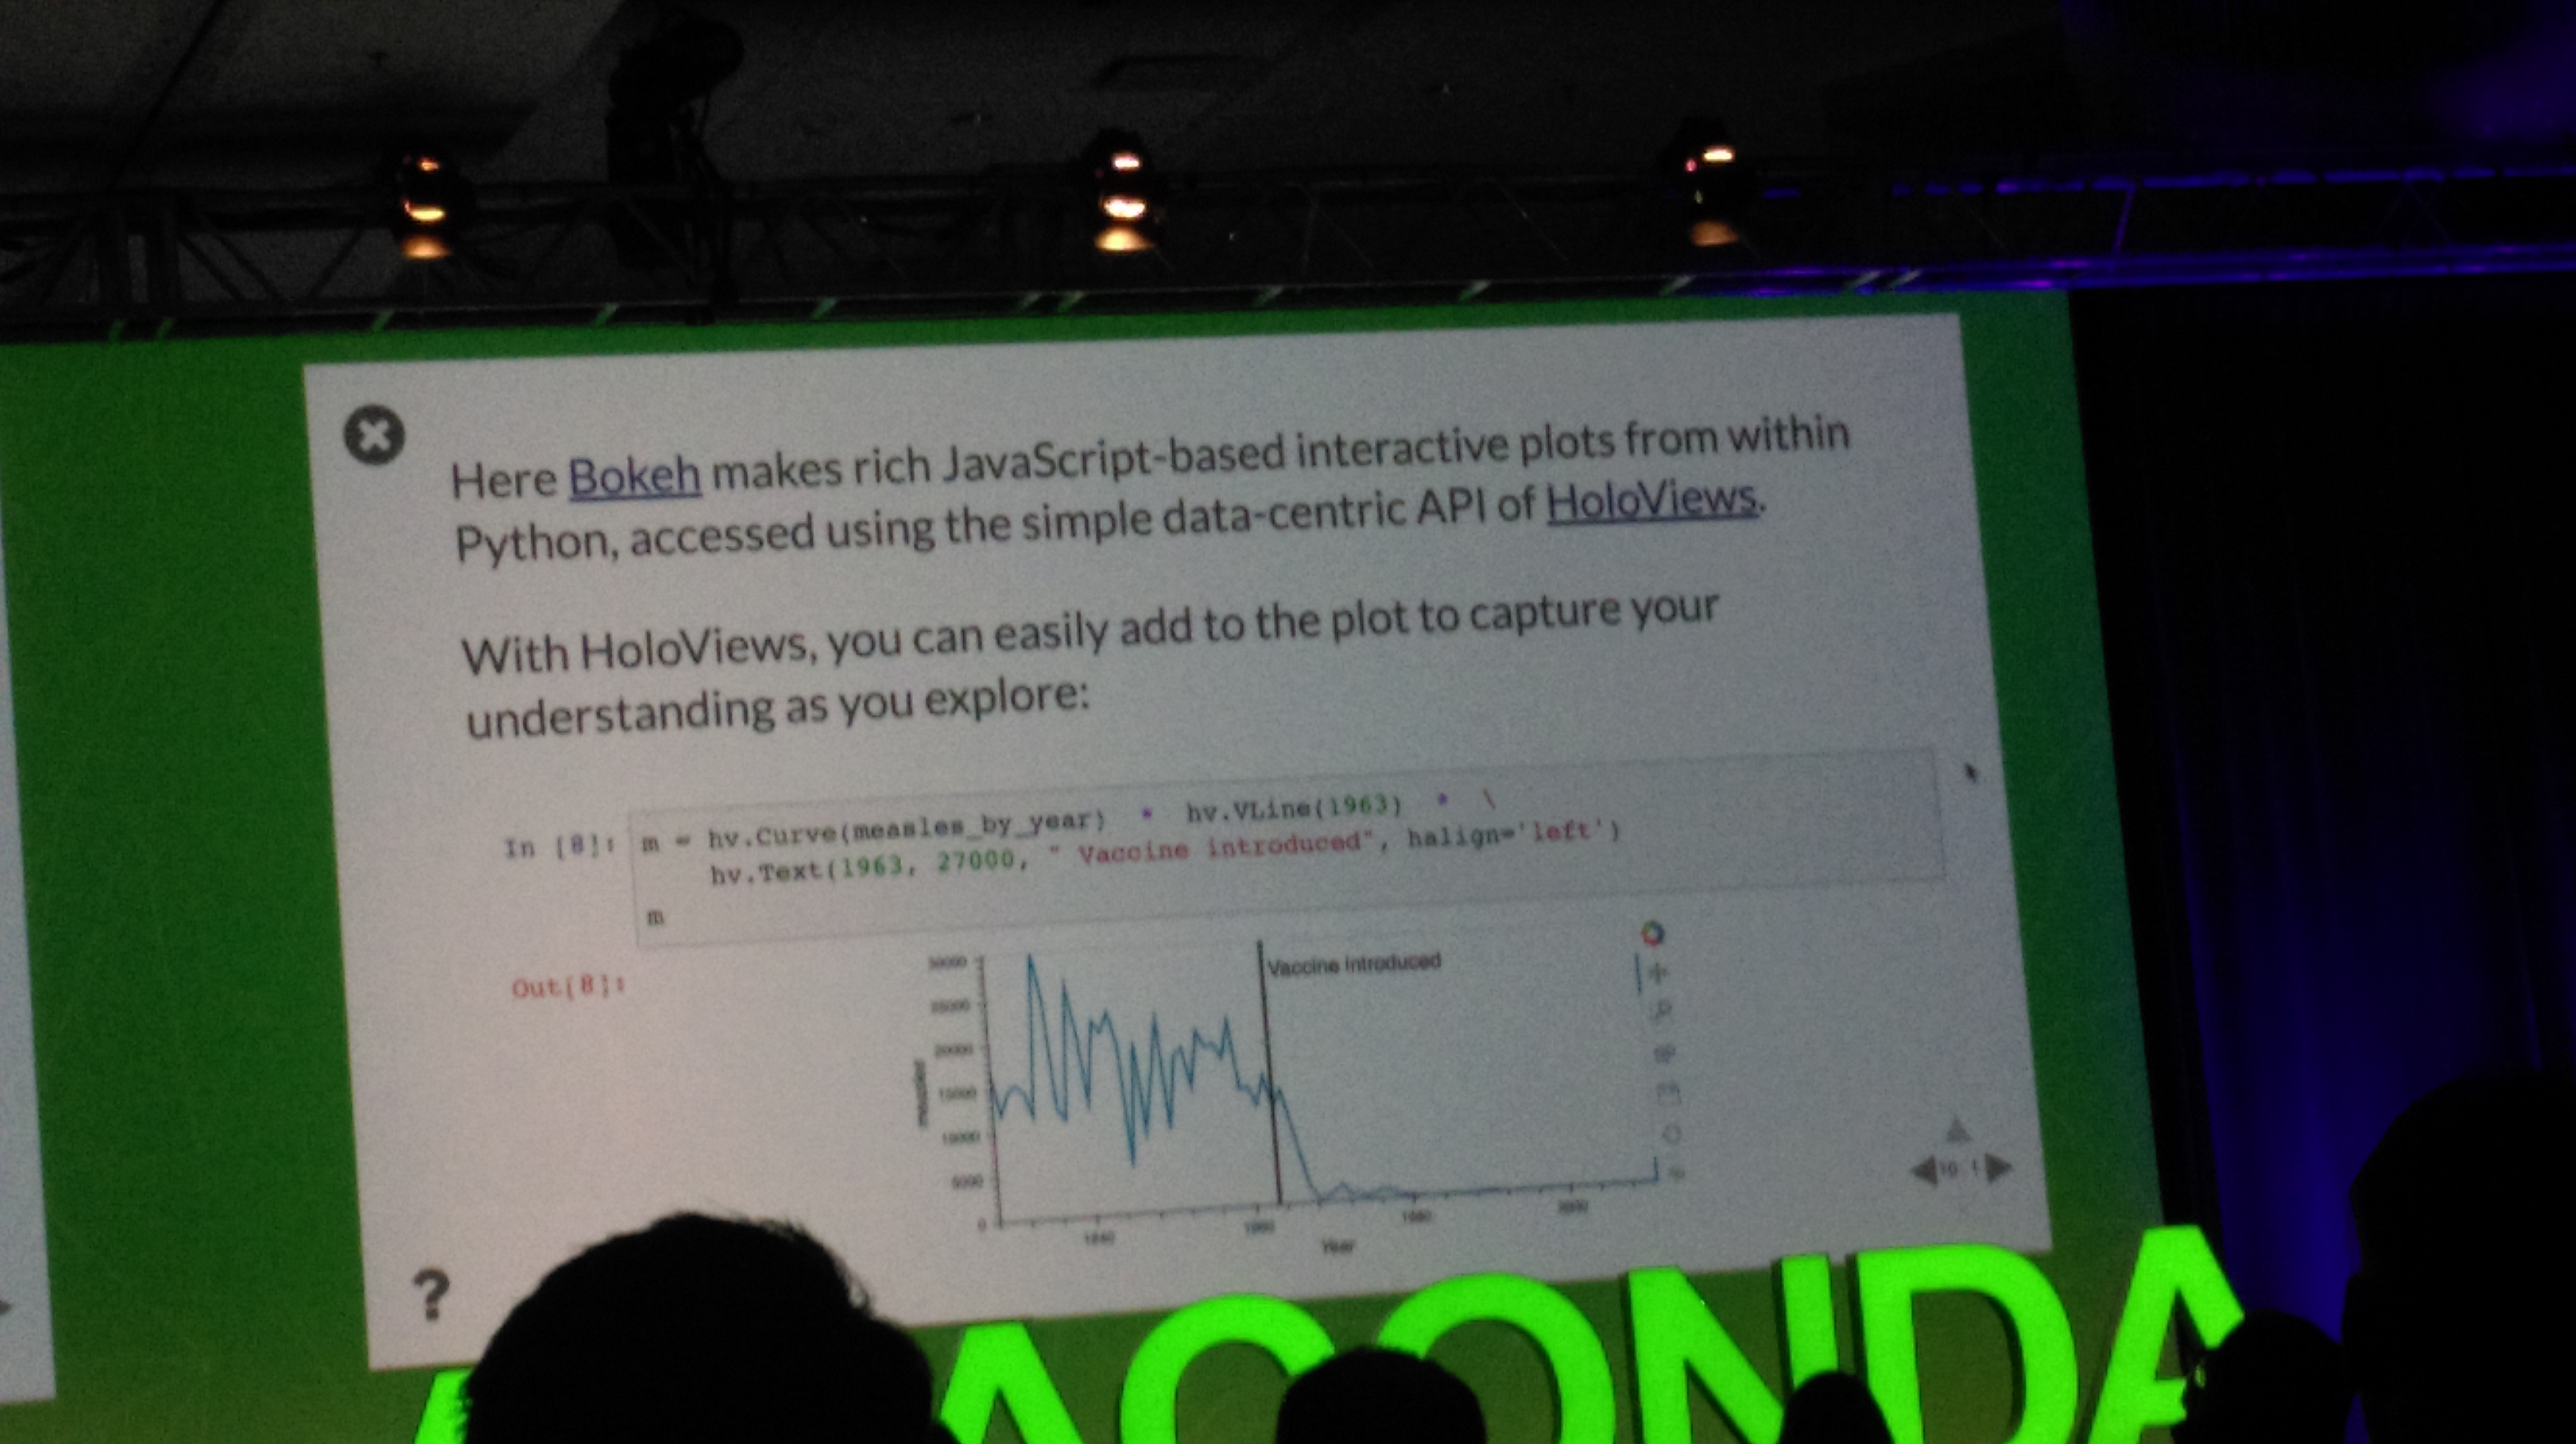 Here Bokeh makes rich JavaScript-based interactive plots from within
Python, accessed using the simple data-centric API of HoloViews.
With HoloViews, you can easily add to the plot to capture your
understanding as you explore:
In [8]: m = hv.Curve(measles_by_year) * hv.VLine(1963) * \
hv.Text(1963, 27000, " Vaccine introduced", halign='left')
m
Out[8]:
Vaccine introduced
30000
25000
20000
15000
10000
5000
0
measles
1940
1960
1980
2000
Year
?
ACONDA